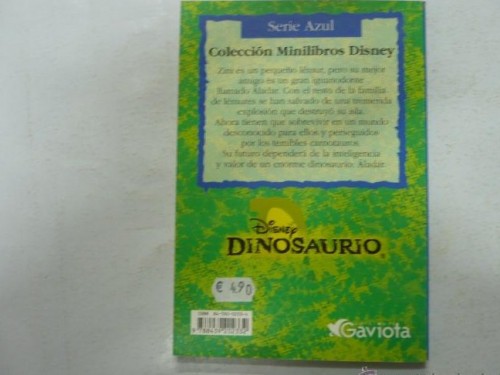 Serie Azul
Colección Minilibros Disney
Zini es un pequeño lémur, pero su mejor
amigo es un gran iguanodonte
llamado Aladar. Con el resto de la familia
de lémures se han salvado de una tremenda
explosión que destruyó su isla.
Ahora tienen que sobrevivir en un mundo
desconocido para ellos y perseguidos
por los terribles carnotauros.
Su futuro dependerá de la inteligencia
y valor de un enorme dinosaurio: Aladar.
Disney
DINOSAURIO
€ 4,90
ISBN
Gaviota